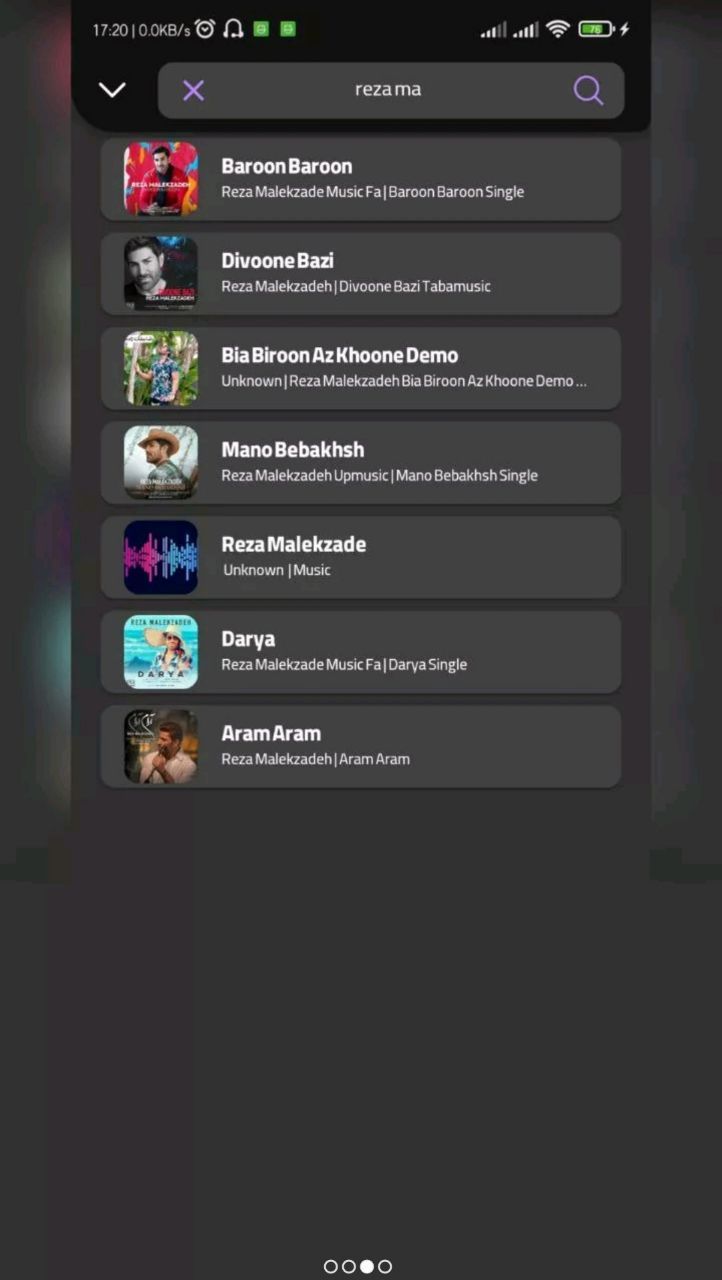 17:20 | 0.0KB/s
76
reza ma
Baroon Baroon
Reza Malekzade Music Fa | Baroon Baroon Single
REZA MALEKZADEH
Divoone Bazi
Reza Malekzadeh | Divoone Bazi Tabamusic
DIVOONE BAZI
REZA MALEKZADEH
Bia Biroon Az Khoone Demo
Unknown | Reza Malekzadeh Bia Biroon Az Khoone Demo ...
Mano Bebakhsh
Reza Malekzadeh Upmusic | Mano Bebakhsh Single
REZA MALEKZADEH
Reza Malekzade
Unknown | Music
REZA MALEKZADEH
Darya
Reza Malekzade Music Fa | Darya Single
DARYA
Aram Aram
Reza Malekzadeh | Aram Aram